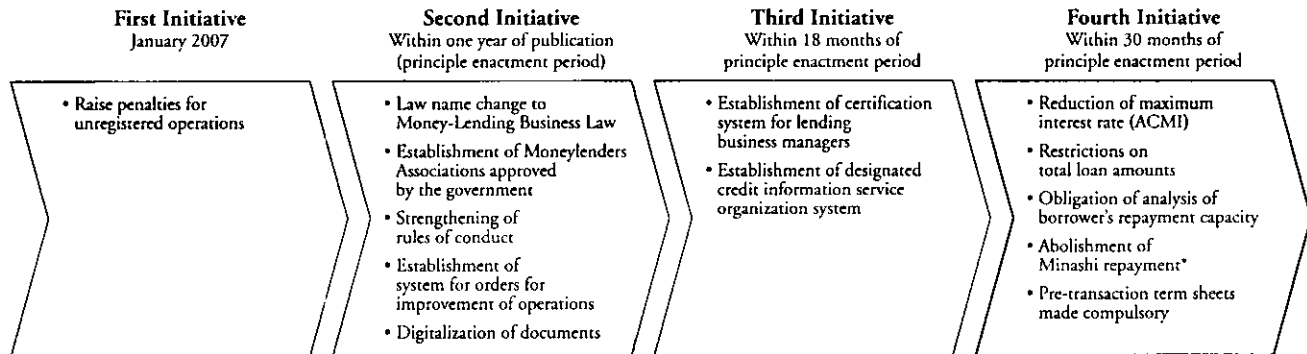 First Initiative
January 2007
• Raise penalties for
unregistered operations
Second Initiative
Within one year of publication
(principle enactment period)
• Law name change to
Money-Lending Business Law
• Establishment of Moneylenders
Associations approved
by the government
• Strengthening of
rules of conduct
• Establishment of
system for orders for
improvement of operations
• Digitalization of documents
Third Initiative
Within 18 months of
principle enactment period
• Establishment of certification
system for lending
business managers
• Establishment of designated
credit information service
organization system
Fourth Initiative
Within 30 months of
principle enactment period
• Reduction of maximum
interest rate (ACMI)
• Restrictions on
total loan amounts
• Obligation of analysis of
borrower's repayment capacity
• Abolishment of
Minashi repayment*
• Pre-transaction term sheets
made compulsory